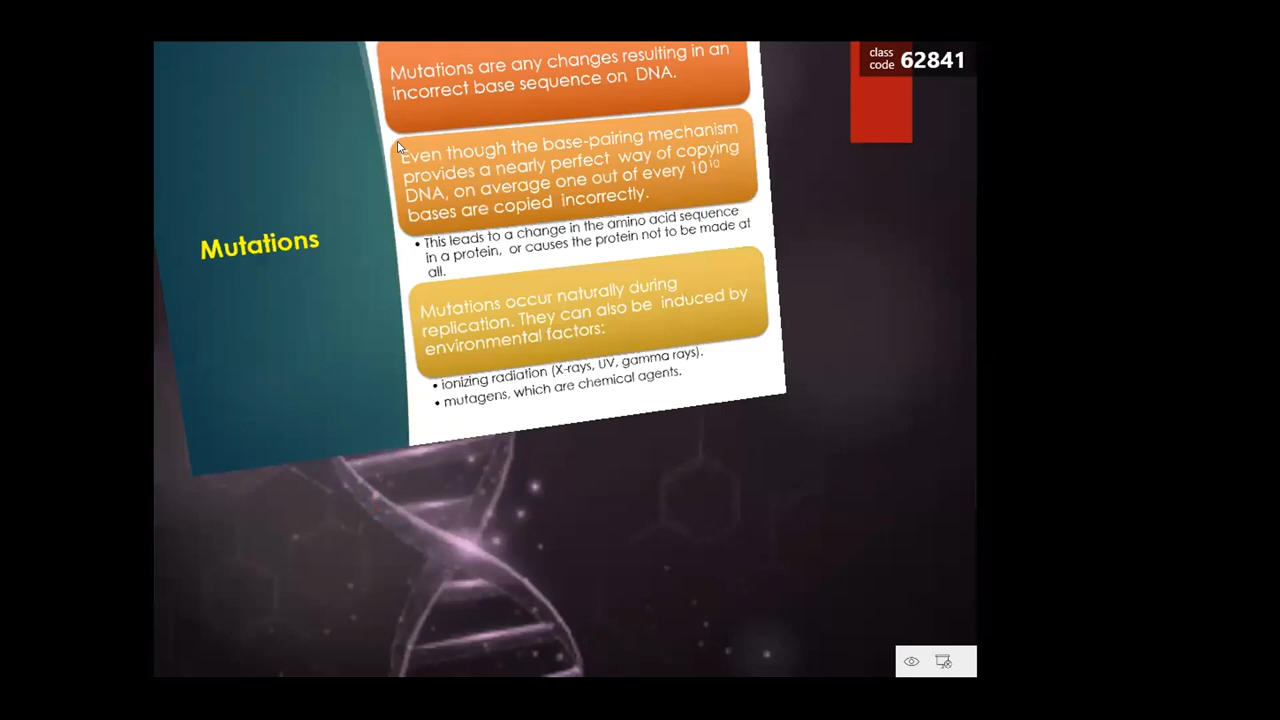 class
code 62841
Mutations are any changes resulting in an
incorrect base sequence on DNA.
Even though the base-pairing mechanism
provides a nearly perfect way of copying
DNA, on average one out of every 10¹⁰
bases are copied incorrectly.
• This leads to a change in the amino acid sequence
in a protein, or causes the protein not to be made at
all.
Mutations
Mutations occur naturally during
replication. They can also be induced by
environmental factors:
• ionizing radiation (X-rays, UV, gamma rays).
• mutagens, which are chemical agents.